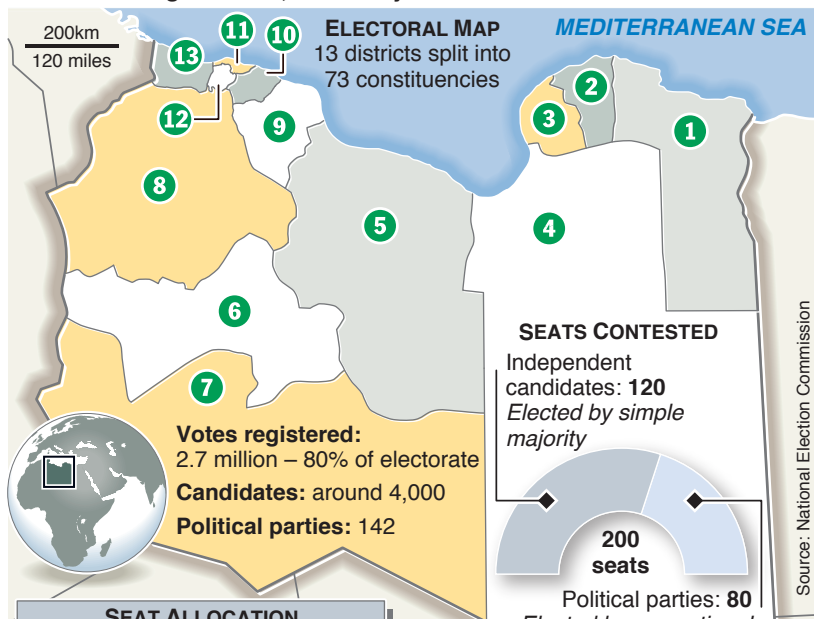 200km
120 miles
ELECTORAL MAP
13 districts split into
73 constituencies
MEDITERRANEAN SEA
13
11
10
12
9
8
3
2
1
5
4
6
7
SEATS CONTESTED
Independent
candidates: 120
Elected by simple
majority
200
seats
Political parties: 80
Votes registered:
2.7 million – 80% of electorate
Candidates: around 4,000
Political parties: 142
SEAT ALLOCATION
Source: National Election Commission